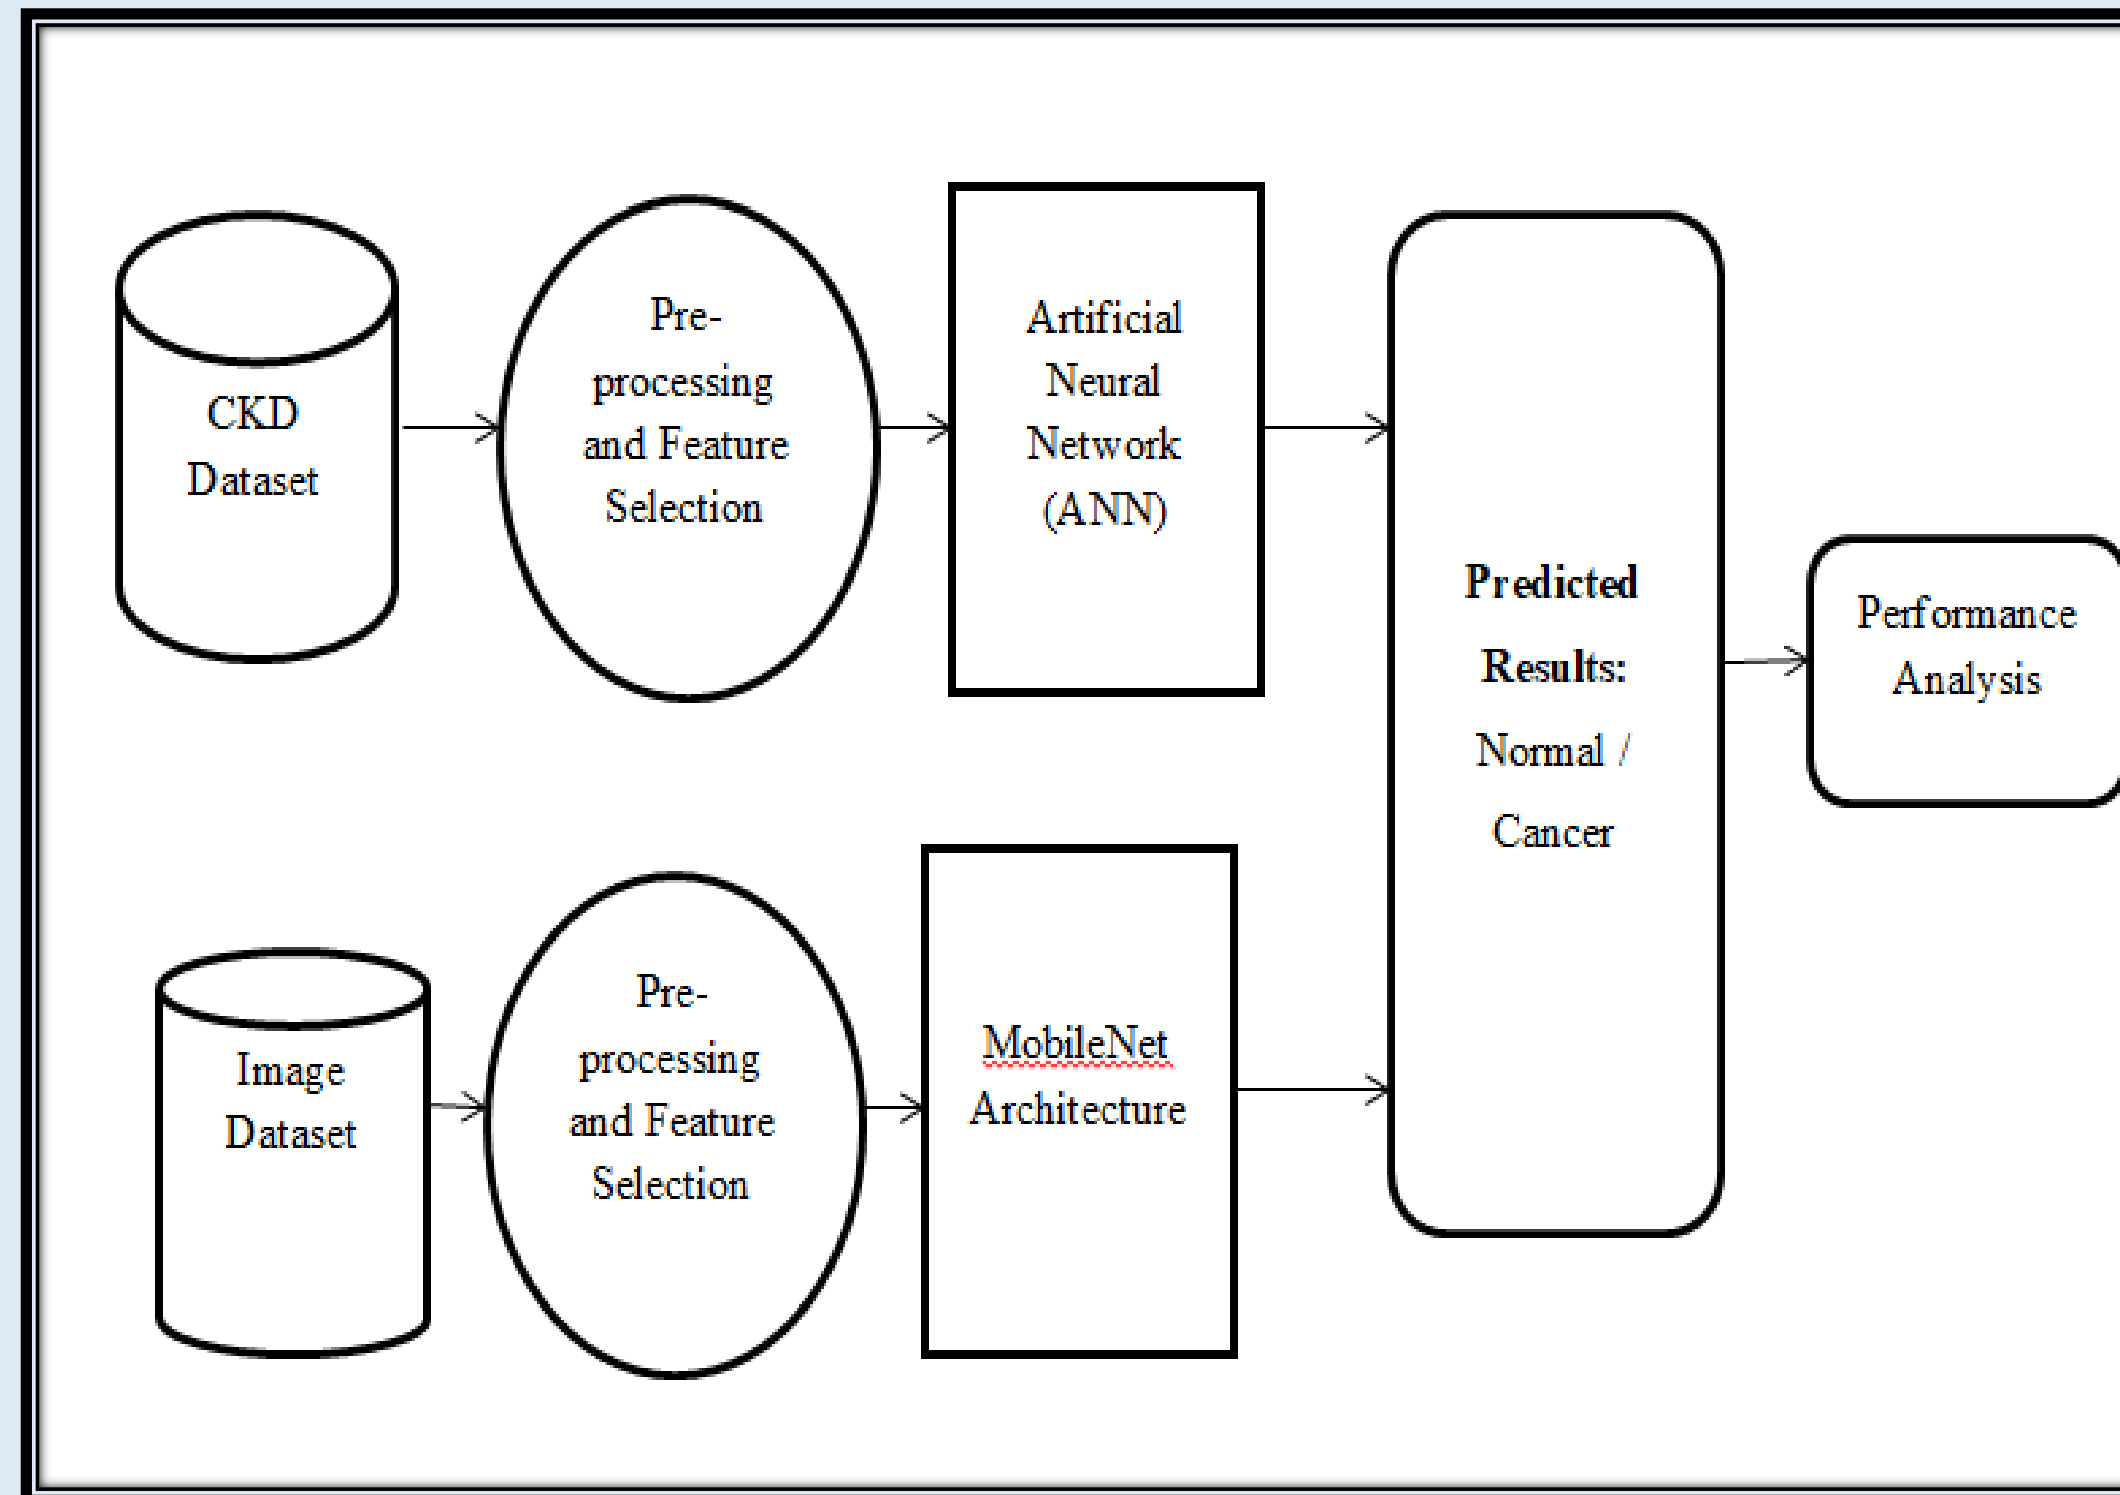 CKD
Dataset
Pre-
processing
and Feature
Selection
Artificial
Neural
Network
(ANN)
Predicted
Results:
Normal /
Cancer
Performance
Analysis
Image
Dataset
Pre-
processing
and Feature
Selection
MobileNet
Architecture